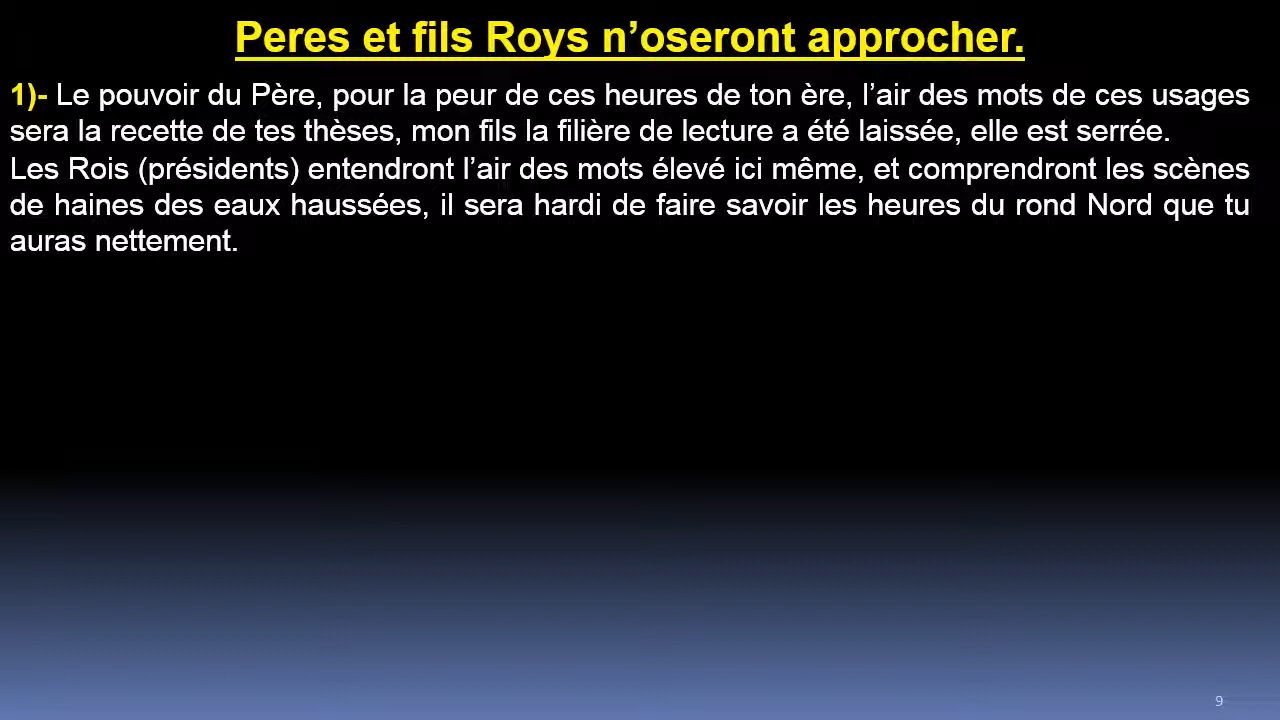 Peres et fils Roys n’oseront approcher.
1)- Le pouvoir du Père, pour la peur de ces heures de ton ère, l’air des mots de ces usages
sera la recette de tes thèses, mon fils la filière de lecture a été laissée, elle est serrée.
Les Rois (présidents) entendront l’air des mots élevé ici même, et comprendront les scènes
de haines des eaux haussées, il sera hardi de faire savoir les heures du rond Nord que tu
auras nettement.
9